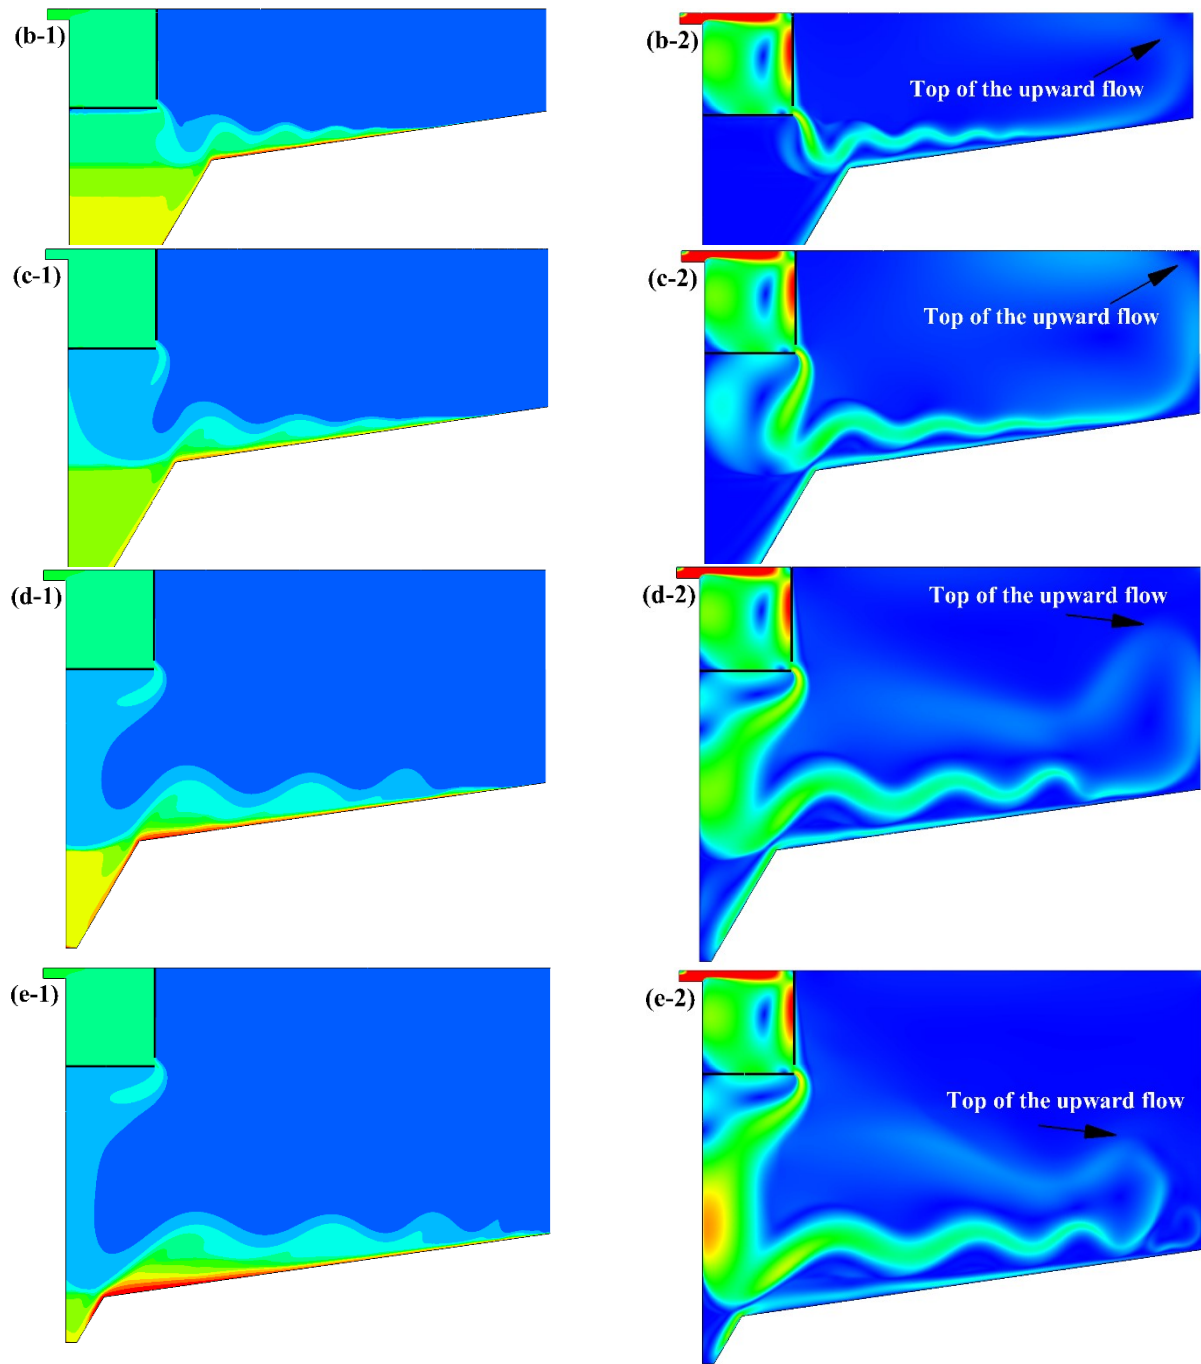 (b-1)
(b-2)
Top of the upward flow
(c-1)
(c-2)
Top of the upward flow
(d-1)
(d-2)
Top of the upward flow
(e-1)
(e-2)
Top of the upward flow